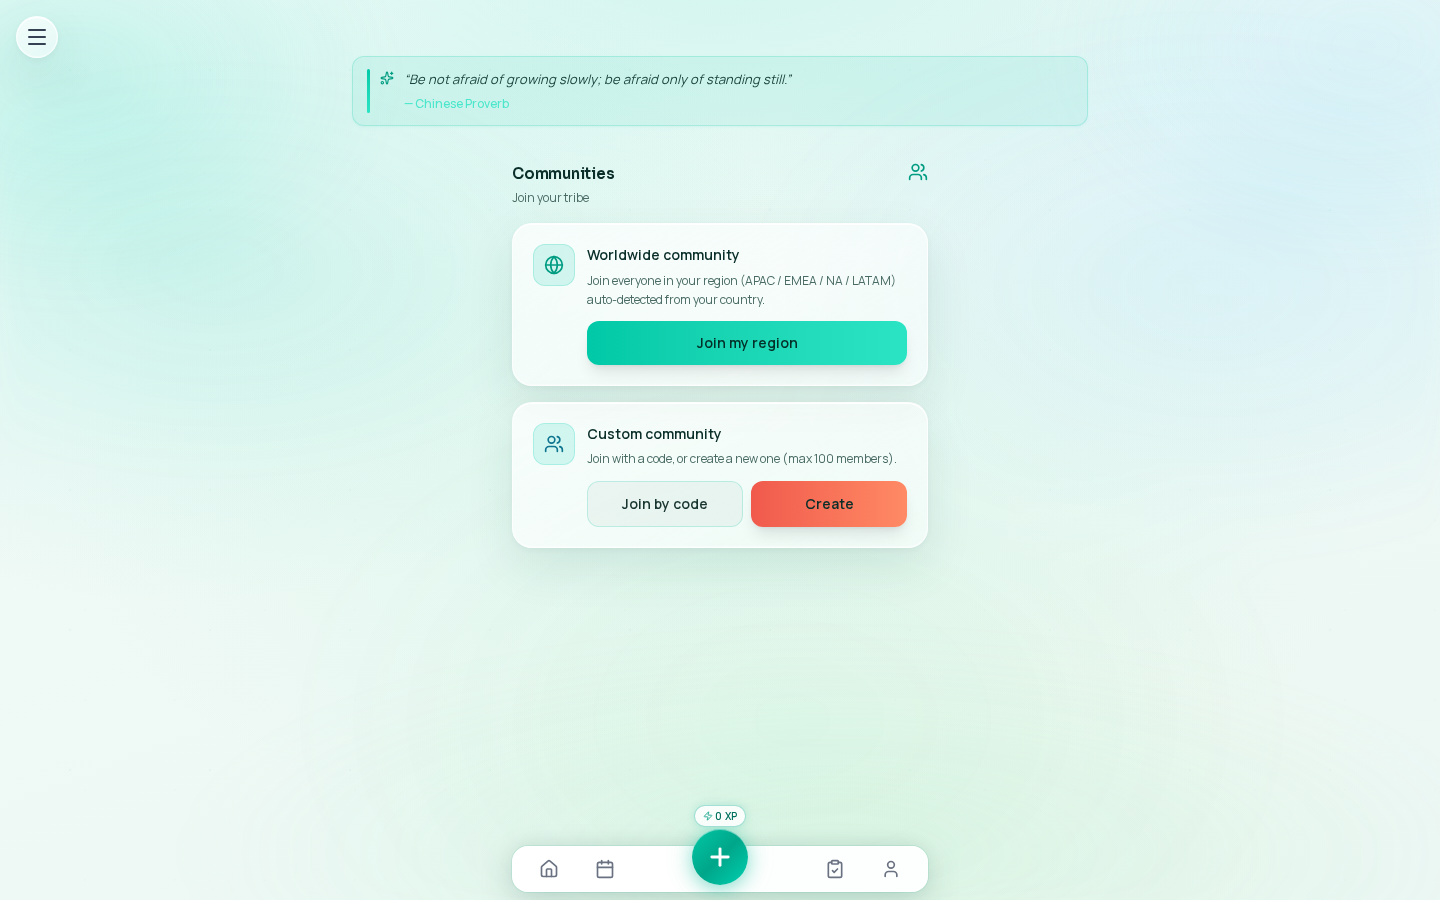 “Be not afraid of growing slowly; be afraid only of standing still.”
— Chinese Proverb
Communities
Join your tribe
Worldwide community
Join everyone in your region (APAC / EMEA / NA / LATAM)
auto-detected from your country.
Join my region
Custom community
Join with a code, or create a new one (max 100 members).
Join by code
Create
0 XP